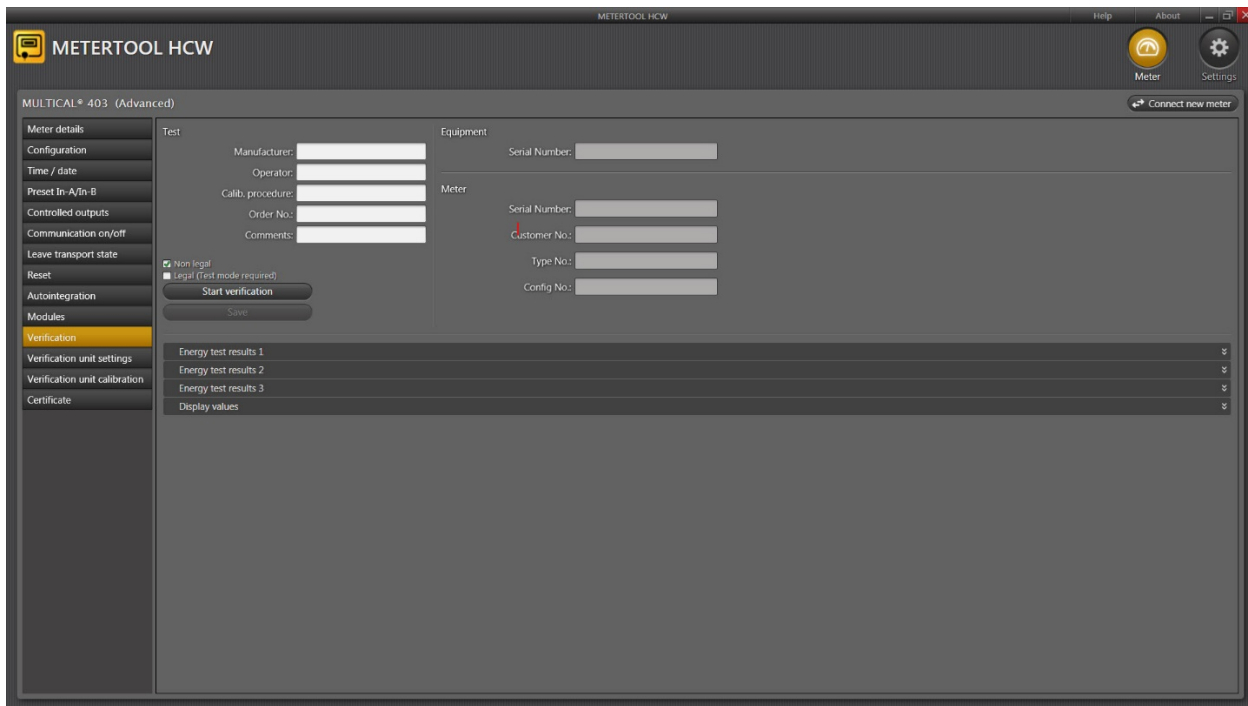 METERTOOL HCW
Help
About
METERTOOL HCW
Meter
Settings
MULTICAL® 403 (Advanced)
Connect new meter
Meter details
Configuration
Time / date
Preset In-A/In-B
Controlled outputs
Communication on/off
Leave transport state
Reset
Autointegration
Modules
Verification
Verification unit settings
Verification unit calibration
Certificate
Test
Manufacturer:
Operator:
Calib. procedure:
Order No.:
Comments:
Non legal
Legal (Test mode required)
Start verification
Save
Equipment
Serial Number:
Meter
Serial Number:
Customer No.:
Type No.:
Config No.:
Energy test results 1
Energy test results 2
Energy test results 3
Display values